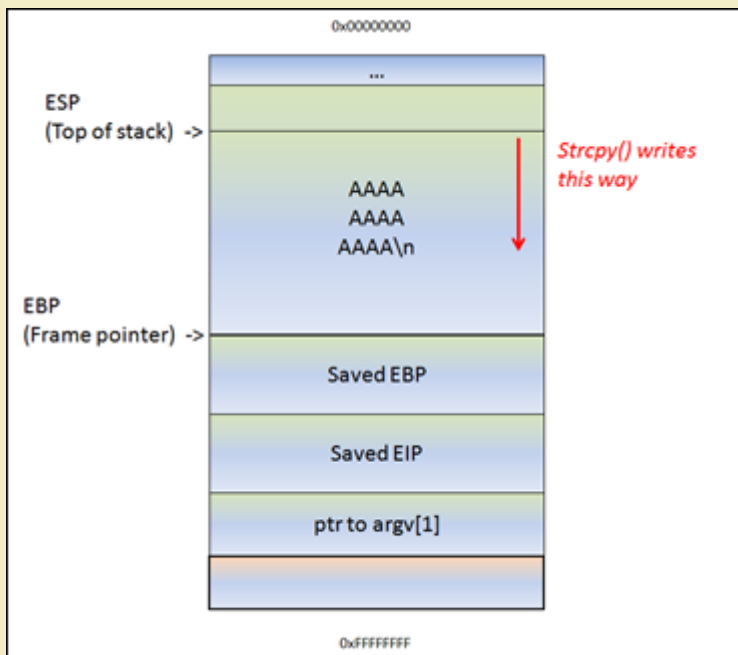 0x00000000
...
ESP
(Top of stack) ->
Strcpy() writes
this way
AAAA
AAAA
AAAA\n
EBP
(Frame pointer) ->
Saved EBP
Saved EIP
ptr to argv[1]
0xFFFFFFFF